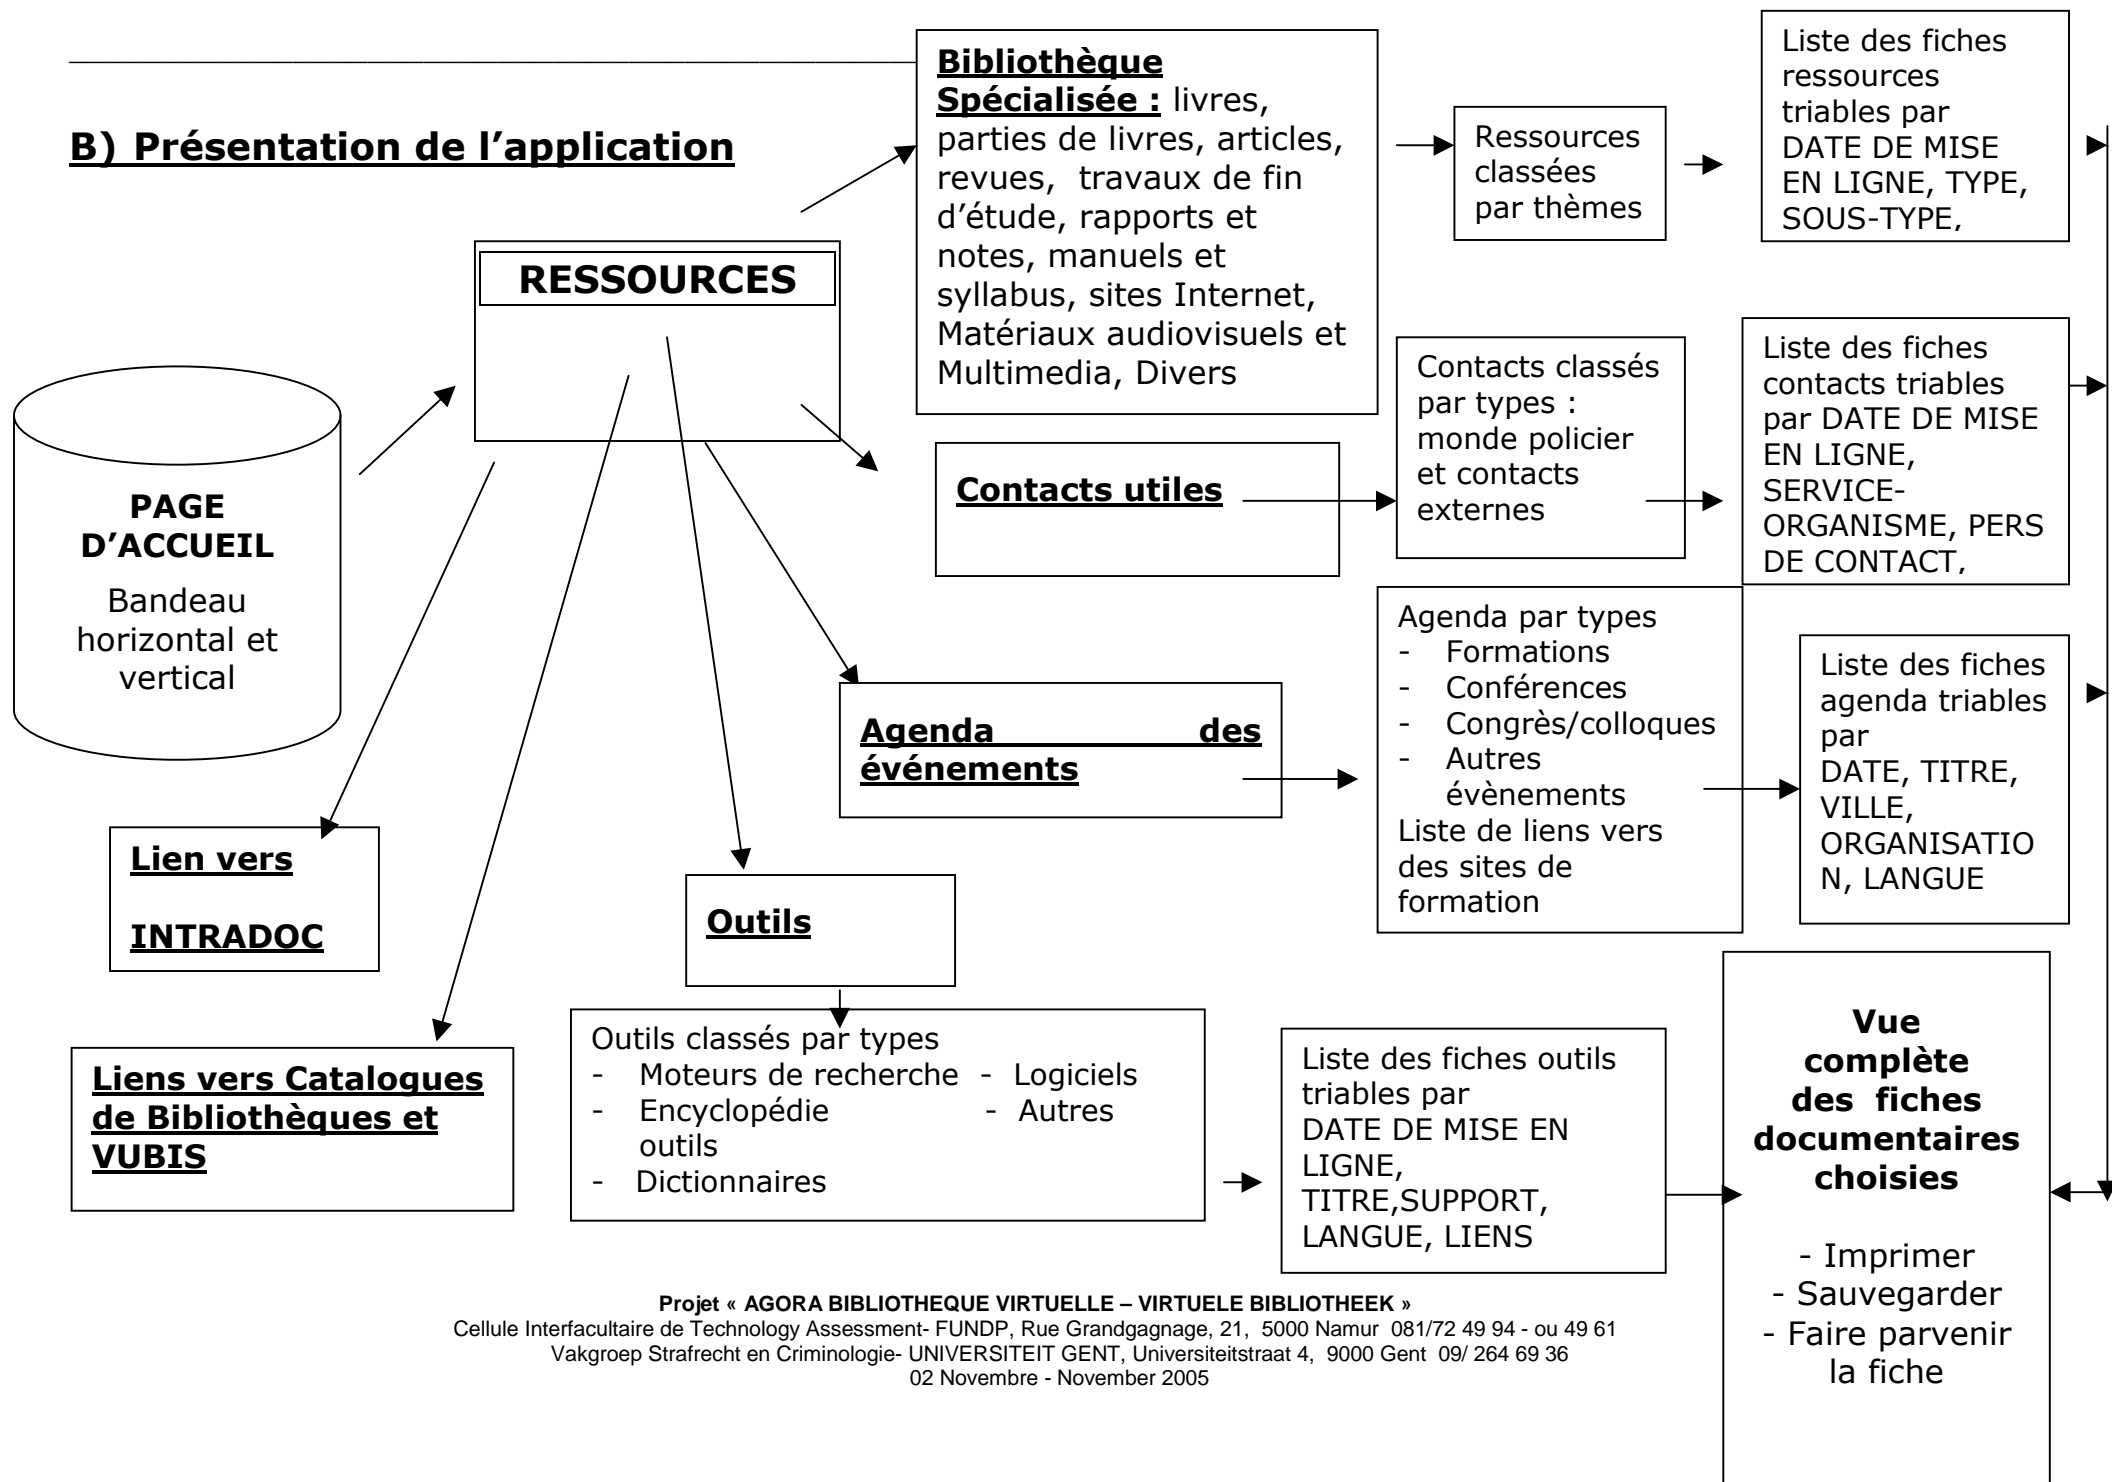 B) Présentation de l’application
PAGE
D’ACCUEIL
Bandeau
horizontal et
vertical
RESSOURCES
Bibliothèque
Spécialisée : livres,
parties de livres, articles,
revues, travaux de fin
d’étude, rapports et
notes, manuels et
syllabus, sites Internet,
Matériaux audiovisuels et
Multimedia, Divers
Ressources
classées
par thèmes
Liste des fiches
ressources
triables par
DATE DE MISE
EN LIGNE, TYPE,
SOUS-TYPE,
Contacts utiles
Contacts classés
par types :
monde policier
et contacts
externes
Liste des fiches
contacts triables
par DATE DE MISE
EN LIGNE,
SERVICE-
ORGANISME, PERS
DE CONTACT,
Agenda des
événements
Agenda par types
- Formations
- Conférences
- Congrès/colloques
- Autres
évènements
Liste de liens vers
des sites de
formation
Liste des fiches
agenda triables
par
DATE, TITRE,
VILLE,
ORGANISATIO
N, LANGUE
Lien vers
INTRADOC
Outils
Liens vers Catalogues
de Bibliothèques et
VUBIS
Outils classés par types
- Moteurs de recherche - Logiciels
- Encyclopédie - Autres
outils
- Dictionnaires
Liste des fiches outils
triables par
DATE DE MISE EN
LIGNE,
TITRE,SUPPORT,
LANGUE, LIENS
Vue
complète
des fiches
documentaires
choisies
- Imprimer
- Sauvegarder
- Faire parvenir
la fiche
Projet « AGORA BIBLIOTHEQUE VIRTUELLE – VIRTUELE BIBLIOTHEEK »
Cellule Interfacultaire de Technology Assessment- FUNDP, Rue Grandgagnage, 21, 5000 Namur 081/72 49 94 - ou 49 61
Vakgroep Strafrecht en Criminologie- UNIVERSITEIT GENT, Universiteitstraat 4, 9000 Gent 09/ 264 69 36
02 Novembre - November 2005